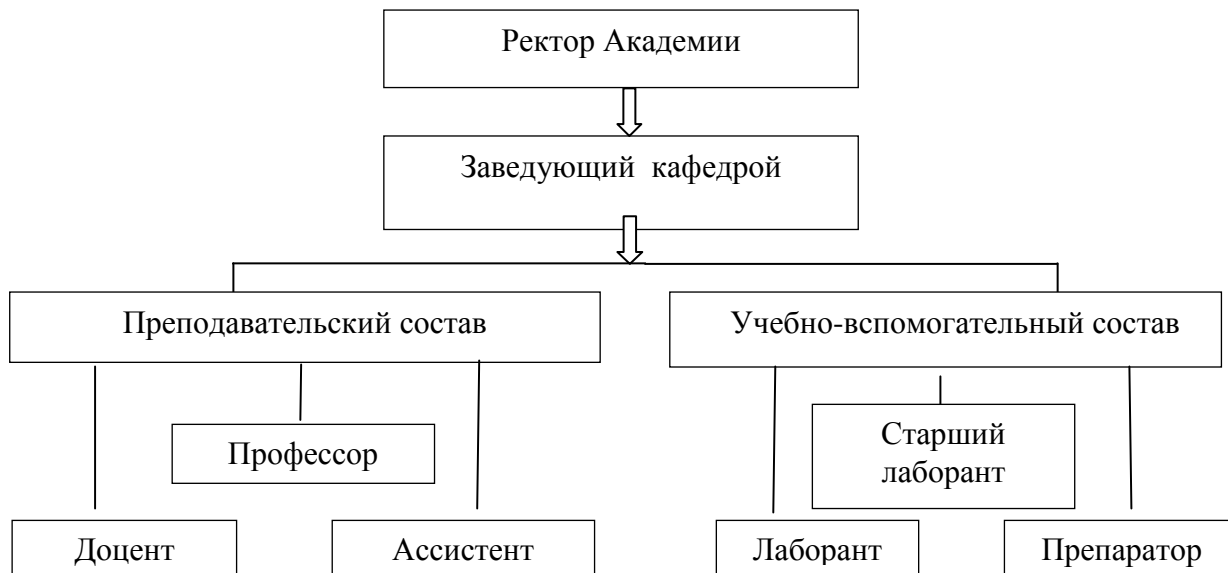 Ректор Академии
Заведующий кафедрой
Преподавательский состав
Учебно-вспомогательный состав
Профессор
Старший
лаборант
Доцент
Ассистент
Лаборант
Препаратор